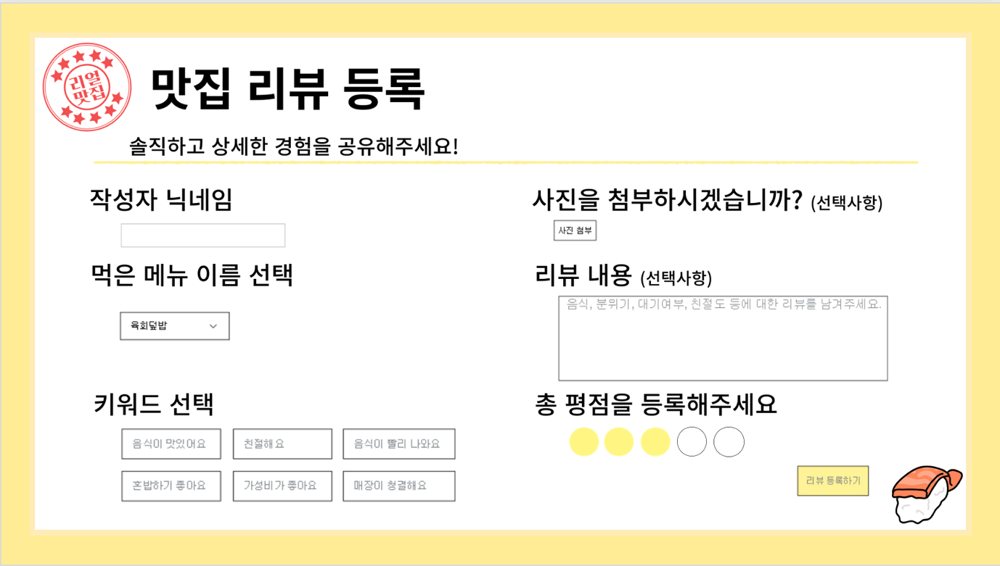 리얼
맛집
맛집 리뷰 등록
솔직하고 상세한 경험을 공유해주세요!
작성자 닉네임
먹은 메뉴 이름 선택
육회덮밥
키워드 선택
음식이 맛있어요
친절해요
음식이 빨리 나와요
혼밥하기 좋아요
가성비가 좋아요
매장이 청결해요
사진을 첨부하시겠습니까? (선택사항)
사진 첨부
리뷰 내용 (선택사항)
음식, 분위기, 대기여부, 친절도 등에 대한 리뷰를 남겨주세요.
총 평점을 등록해주세요
리뷰 등록하기